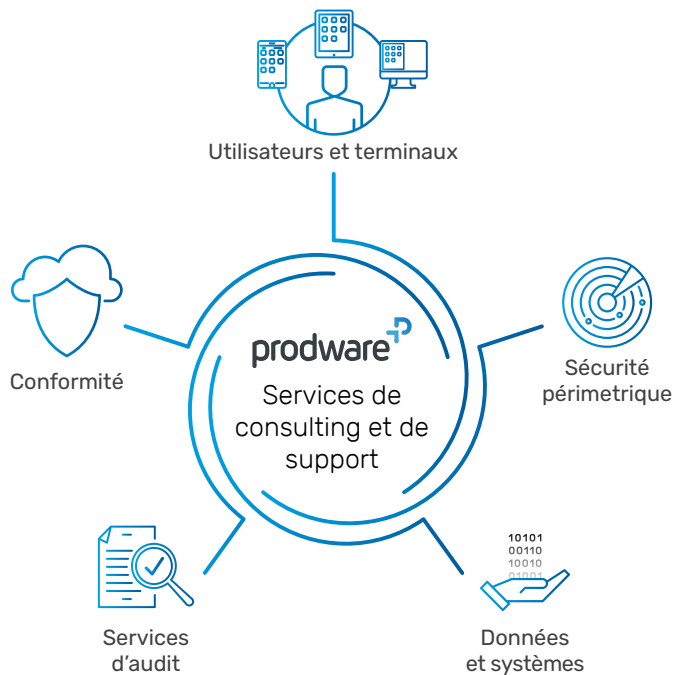 Utilisateurs et terminaux
Conformité
prodware
Services de
consulting et de
support
Sécurité
périmetrique
10101
00110
10010
01001
Services
d'audit
Données
et systèmes